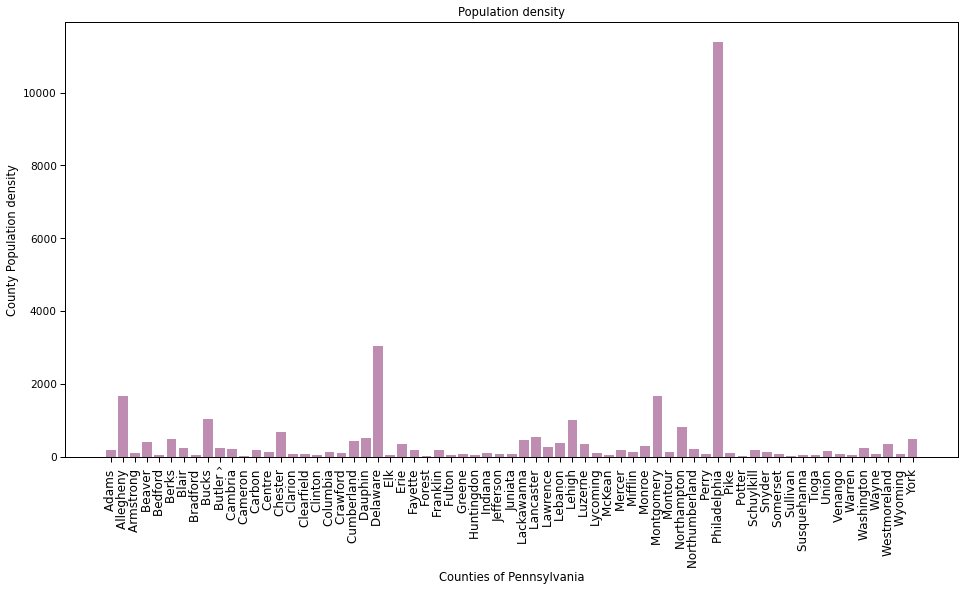 Population density
County Population density
10000
8000
6000
4000
2000
0
Adams
Allegheny
Armstrong
Beaver
Bedford
Berks
Blair
Bradford
Bucks
Butler ›
Cambria
Cameron
Carbon
Centre
Chester
Clarion
Clearfield
Clinton
Columbia
Crawford
Cumberland
Dauphin
Delaware
Elk
Erie
Fayette
Forest
Franklin
Fulton
Greene
Huntingdon
Indiana
Jefferson
Juniata
Lackawanna
Lancaster
Lawrence
Lebanon
Lehigh
Luzerne
Lycoming
McKean
Mercer
Mifflin
Monroe
Montgomery
Montour
Northampton
Northumberland
Perry
Philadelphia
Pike
Potter
Schuylkill
Snyder
Somerset
Sullivan
Susquehanna
Tioga
Union
Venango
Warren
Washington
Wayne
Westmoreland
Wyoming
York
Counties of Pennsylvania